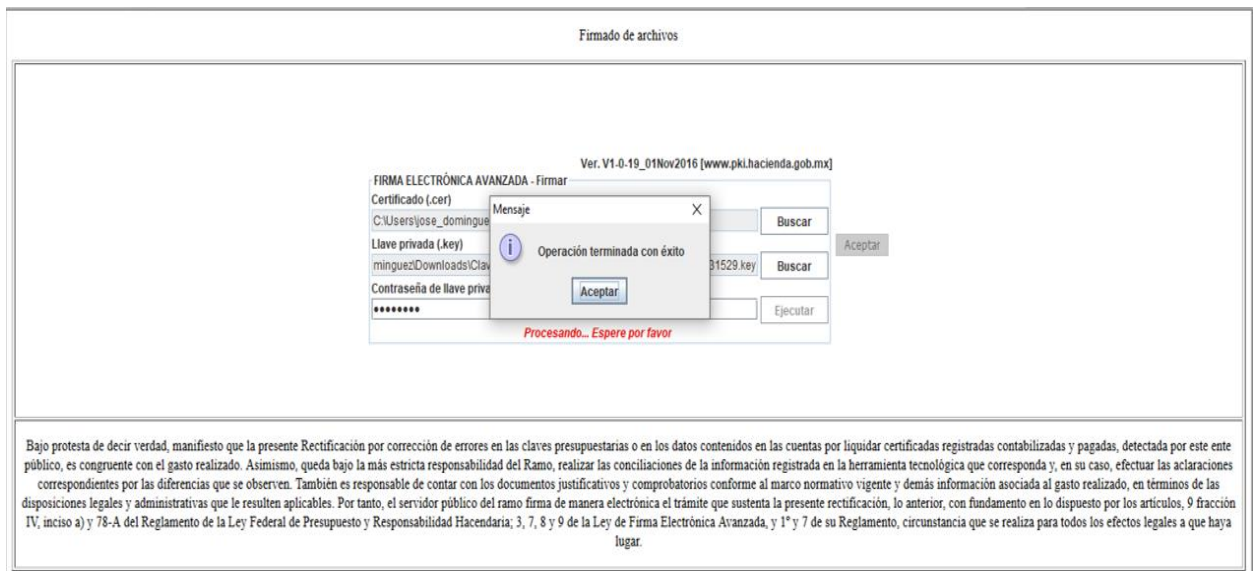 Firmado de archivos
Ver. V1-0-19_01Nov2016 [www.pki.hacienda.gob.mx]
FIRMA ELECTRÓNICA AVANZADA - Firmar
Certificado (.cer)
C:\Users\jose_domingue
Buscar
Llave privada (.key)
minguez\Downloads\Clav
31529.key
Buscar
Contraseña de llave priva
••••••••
Ejecutar
Procesando... Espere por favor
Aceptar
Mensaje
X
Operación terminada con éxito
Aceptar
Bajo protesta de decir verdad, manifiesto que la presente Rectificación por corrección de errores en las claves presupuestarias o en los datos contenidos en las cuentas por liquidar certificadas registradas contabilizadas y pagadas, detectada por este ente
público, es congruente con el gasto realizado. Asimismo, queda bajo la más estricta responsabilidad del Ramo, realizar las conciliaciones de la información registrada en la herramienta tecnológica que corresponda y, en su caso, efectuar las aclaraciones
correspondientes por las diferencias que se observen. También es responsable de contar con los documentos justificativos y comprobatorios conforme al marco normativo vigente y demás información asociada al gasto realizado, en términos de las
disposiciones legales y administrativas que le resulten aplicables. Por tanto, el servidor público del ramo firma de manera electrónica el trámite que sustenta la presente rectificación, lo anterior, con fundamento en lo dispuesto por los artículos, 9 fracción
IV, inciso a) y 78-A del Reglamento de la Ley Federal de Presupuesto y Responsabilidad Hacendaria; 3, 7, 8 y 9 de la Ley de Firma Electrónica Avanzada, y 1° y 7 de su Reglamento, circunstancia que se realiza para todos los efectos legales a que haya
lugar.